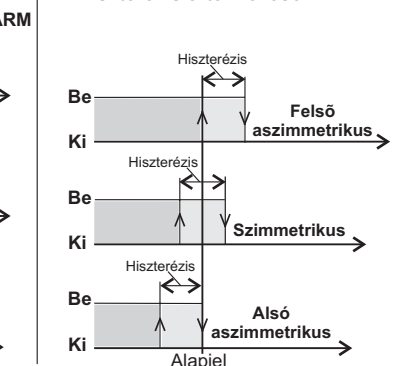 ARM
Hiszterézis
Be
Felsõ
aszimmetrikus
Ki
Hiszterézis
Be
Szimmetrikus
Ki
Hiszterézis
Be
Alsó
aszimmetrikus
Ki
Alapjel